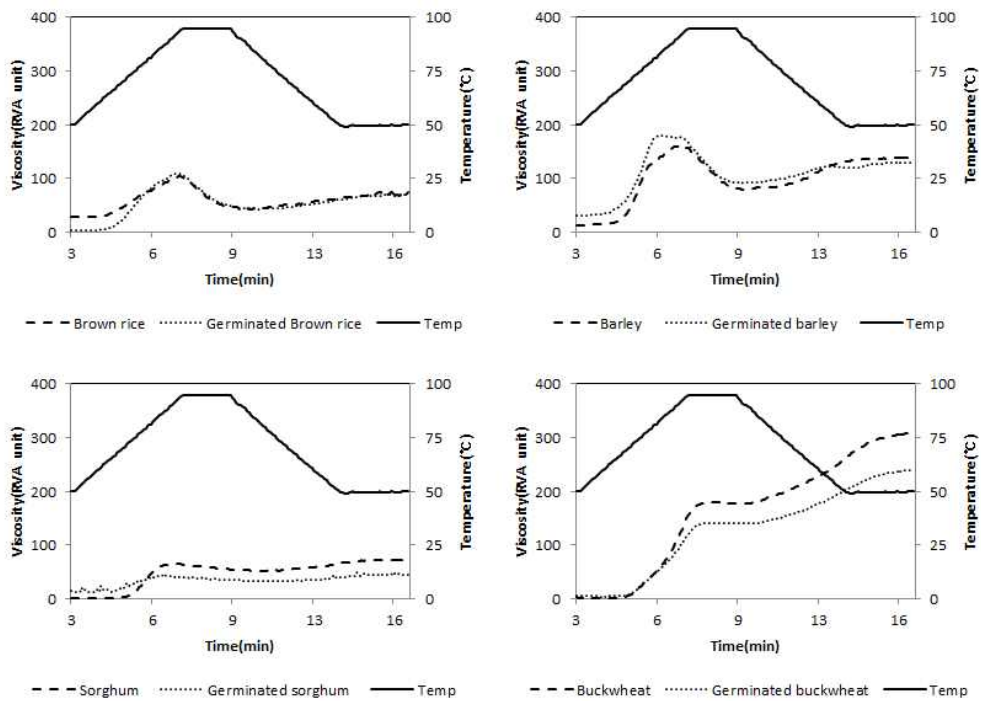 400
300
200
100
0
100
75
50
25
0
Viscosity(RVA unit)
Temperature(℃)
3 6 9 13 16
Time(min)
Brown rice Germinated Brown rice Temp
400
300
200
100
0
100
75
50
25
0
Viscosity(RVA unit)
Temperature(℃)
3 6 9 13 16
Time(min)
Barley Germinated barley Temp
400
300
200
100
0
100
75
50
25
0
Viscosity(RVA unit)
Temperature(℃)
3 6 9 13 16
Time(min)
Sorghum Germinated sorghum Temp
400
300
200
100
0
100
75
50
25
0
Viscosity(RVA unit)
Temperature(℃)
3 6 9 13 16
Time(min)
Buckwheat Germinated buckwheat Temp